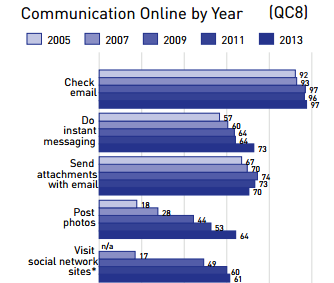 Communication Online by Year (QC8)
2005 2007 2009 2011 2013
Check
email
92
93
97
96
97
Do
instant
messaging
57
60
64
64
73
Send
attachments
with email
67
70
74
73
70
Post
photos
18
28
44
53
64
Visit
social network
sites*
n/a
17
49
60
61